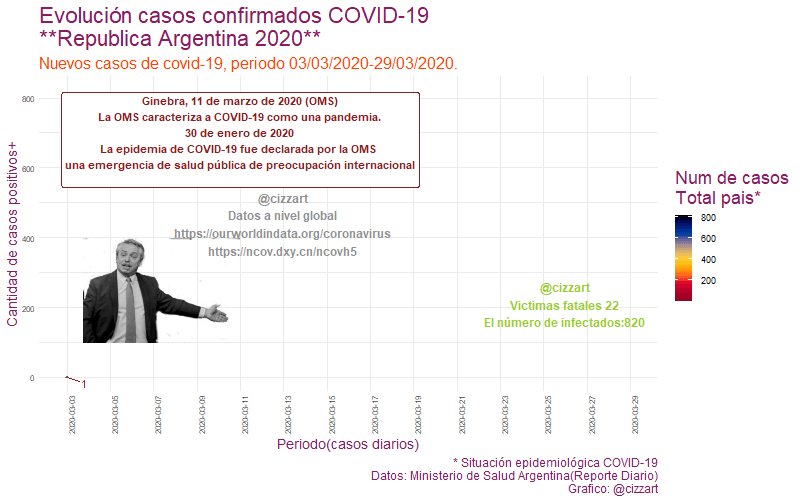 Evolución casos confirmados COVID-19
**Republica Argentina 2020**
Nuevos casos de covid-19, periodo 03/03/2020-29/03/2020.
Cantidad de casos positivos+
800
600
400
200
0
Ginebra, 11 de marzo de 2020 (OMS)
La OMS caracteriza a COVID-19 como una pandemia.
30 de enero de 2020
La epidemia de COVID-19 fue declarada por la OMS
una emergencia de salud pública de preocupación internacional
@cizzart
Datos a nivel global
https://ourworldindata.org/coronavirus
https://ncov.dxy.cn/ncovh5
@cizzart
Victimas fatales 22
El número de infectados:820
1
2020-03-03
2020-03-05
2020-03-07
2020-03-09
2020-03-11
2020-03-13
2020-03-15
2020-03-17
2020-03-19
2020-03-21
2020-03-23
2020-03-25
2020-03-27
2020-03-29
Periodo(casos diarios)
Num de casos
Total pais*
800
600
400
200
* Situación epidemiológica COVID-19
Datos: Ministerio de Salud Argentina(Reporte Diario)
Grafico: @cizzart